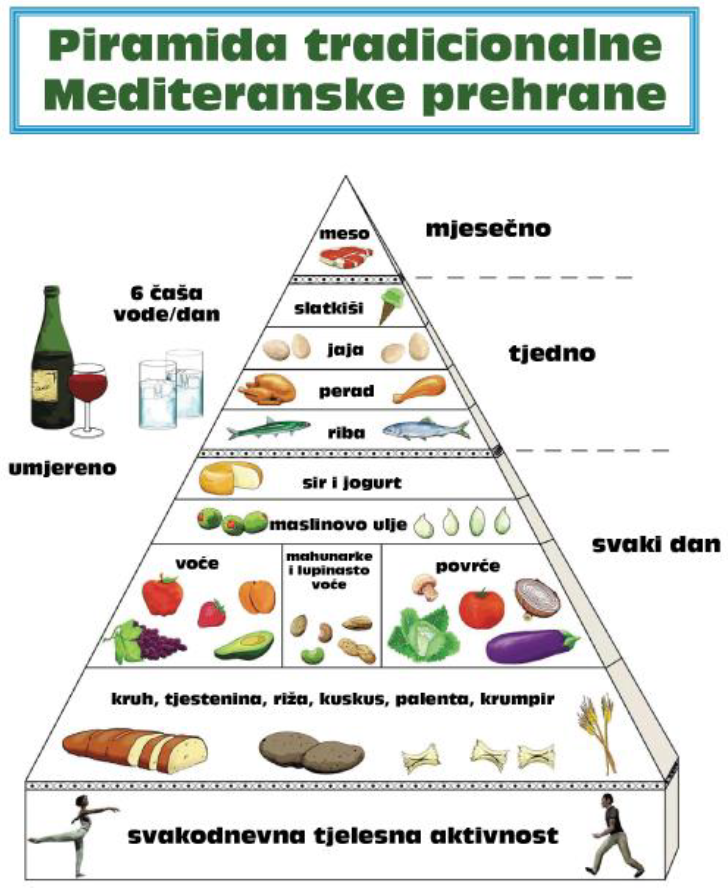 Piramida tradicionalne
Mediteranske prehrane
meso
mjesečno
6 čaša
vode/dan
slatkiši
jaja
tjedno
perad
riba
umjereno
sir i jogurt
maslinovo ulje
svaki dan
voće
mahunarke
i lupinasto
voće
povrće
kruh, tjestenina, riža, kuskus, palenta, krumpir
svakodnevna tjelesna aktivnost